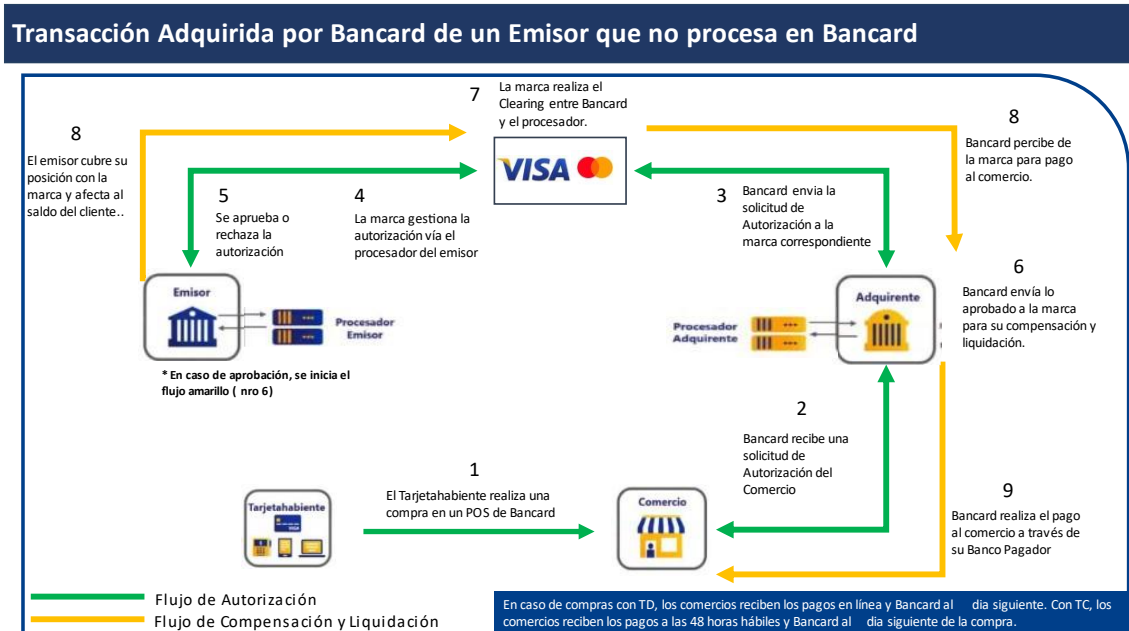 Transacción Adquirida por Bancard de un Emisor que no procesa en Bancard
7
La marca realiza el
Clearing entre Bancard
y el procesador.
VISA
8
El emisor cubre su
posición con la
marca y afecta al
saldo del cliente..
5
Se aprueba o
rechaza la
autorización
4
La marca gestiona la
autorización vía el
procesador del emisor
3
Bancard envia la
solicitud de
Autorización a la
marca correspondiente
8
Bancard percibe de
la marca para pago
al comercio.
6
Bancard envía lo
aprobado a la marca
para su compensación y
liquidación.
Emisor
Procesador
Emisor
* En caso de aprobación, se inicia el
flujo amarillo ( nro 6)
Procesador
Adquirente
Adquirente
2
Bancard recibe una
solicitud de
Autorización del
Comercio
1
El Tarjetahabiente realiza una
compra en un POS de Bancard
Tarjetahabiente
VISA
Comercio
9
Bancard realiza el pago
al comercio a través de
su Banco Pagador
Flujo de Autorización
Flujo de Compensación y Liquidación
En caso de compras con TD, los comercios reciben los pagos en línea y Bancard al dia siguiente. Con TC, los
comercios reciben los pagos a las 48 horas hábiles y Bancard al dia siguiente de la compra.